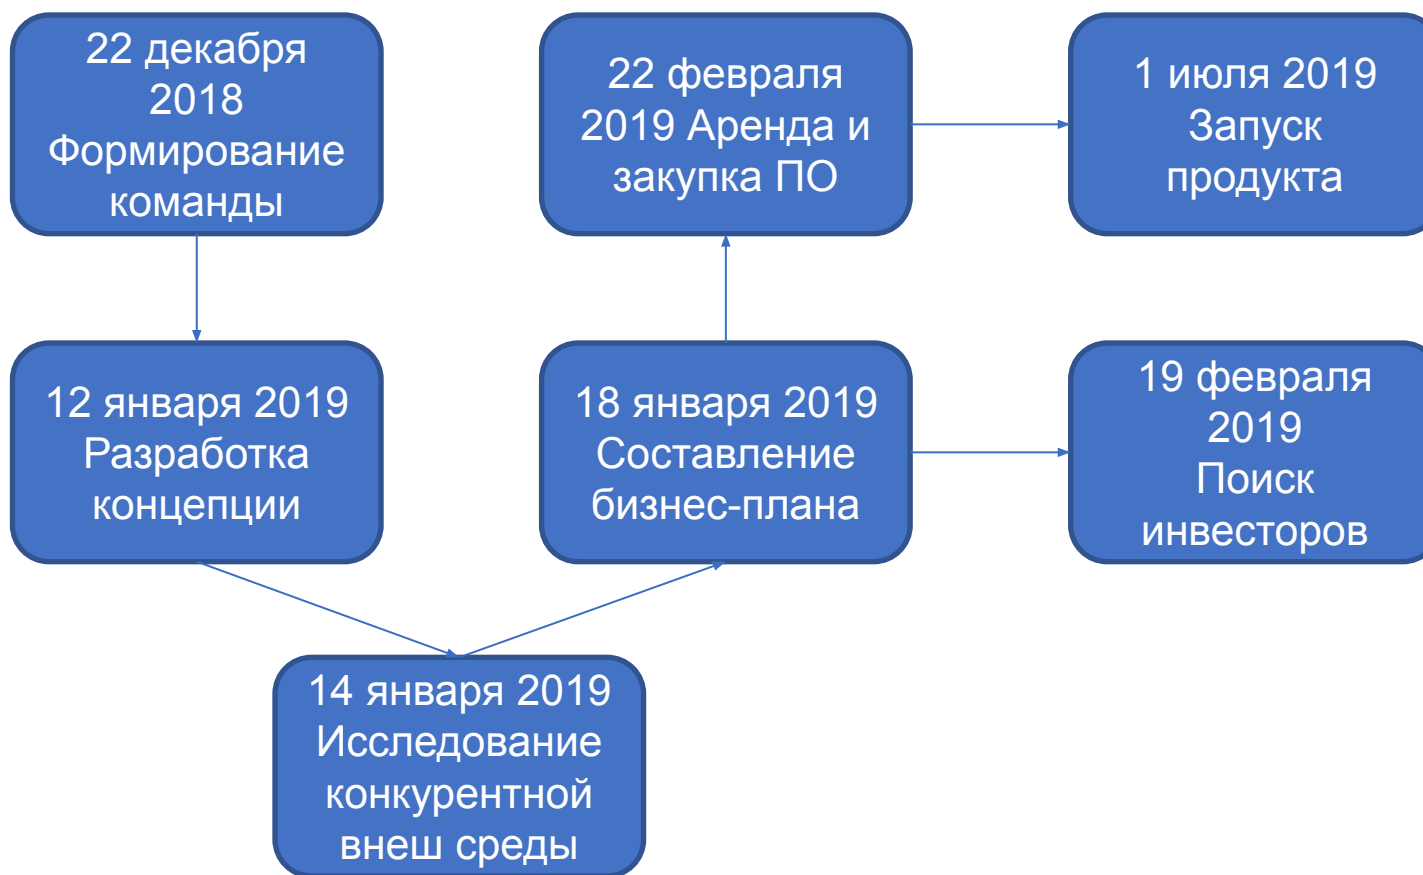 22 декабря
2018
Формирование
команды
22 февраля
2019 Аренда и
закупка ПО
1 июля 2019
Запуск
продукта
12 января 2019
Разработка
концепции
18 января 2019
Составление
бизнес-плана
19 февраля
2019
Поиск
инвесторов
14 января 2019
Исследование
конкурентной
внеш среды